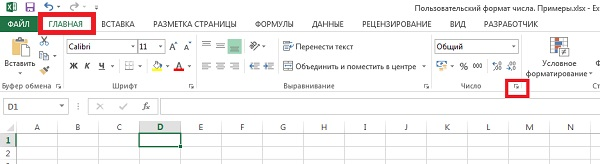 Пользовательский формат числа. Примеры.xlsx - Ex
ФАЙЛ ГЛАВНАЯ ВСТАВКА РАЗМЕТКА СТРАНИЦЫ ФОРМУЛЫ ДАННЫЕ РЕЦЕНЗИРОВАНИЕ ВИД РАЗРАБОТЧИК
Вставить
Буфер обмена
Calibri 11
Ж К Ч
Шрифт
Перенести текст
Объединить и поместить в центре
Выравнивание
Общий
% 000
Число
Условное
форматирование
D1
fx
A B C D E F G H I J K L M N
1
2